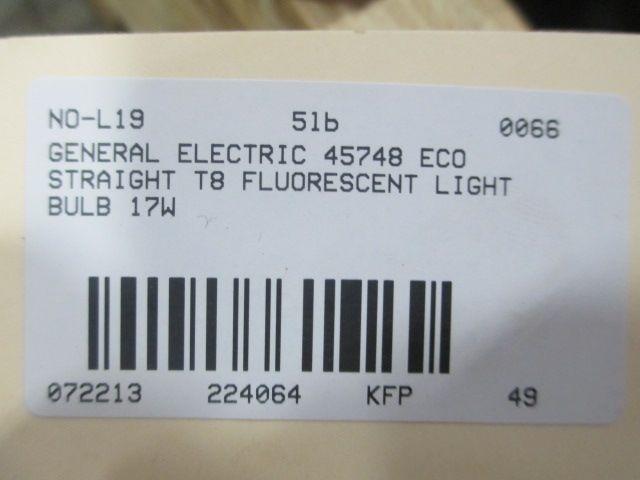 NO-L19 51b 0066
GENERAL ELECTRIC 45748 ECO
STRAIGHT T8 FLUORESCENT LIGHT
BULB 17W
072213 224064 KFP 49